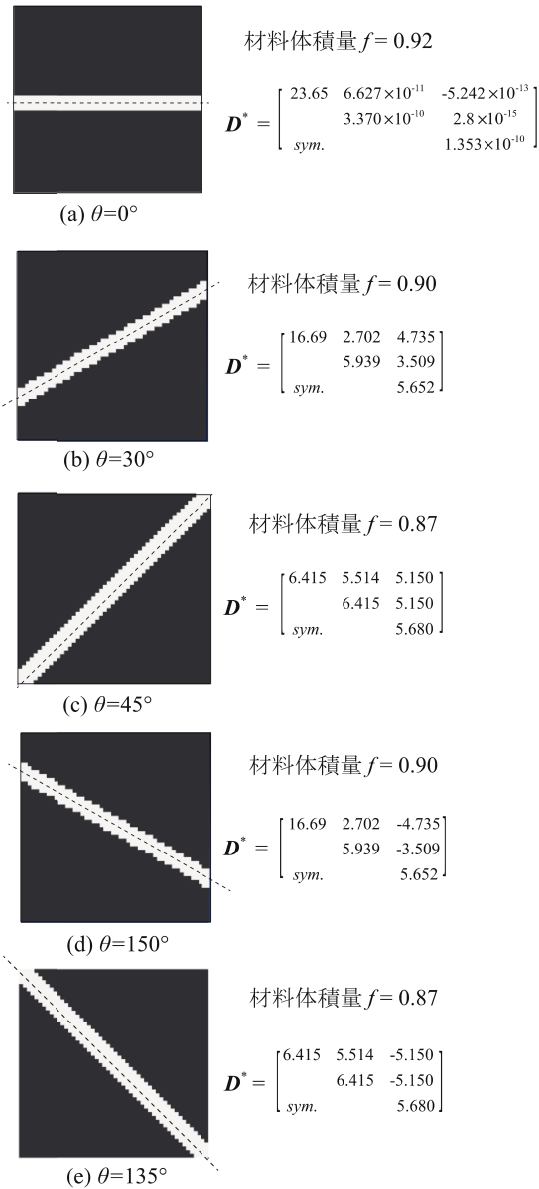 材料体積量 f = 0.92
D* = [ 23.65 6.627×10⁻¹¹ -5.242×10⁻¹³
3.370×10⁻¹⁰ 2.8×10⁻¹⁵
sym. 1.353×10⁻¹⁰ ]
(a) θ=0°
材料体積量 f = 0.90
D* = [ 16.69 2.702 4.735
5.939 3.509
sym. 5.652 ]
(b) θ=30°
材料体積量 f = 0.87
D* = [ 6.415 5.514 5.150
6.415 5.150
sym. 5.680 ]
(c) θ=45°
材料体積量 f = 0.90
D* = [ 16.69 2.702 -4.735
5.939 -3.509
sym. 5.652 ]
(d) θ=150°
材料体積量 f = 0.87
D* = [ 6.415 5.514 -5.150
6.415 -5.150
sym. 5.680 ]
(e) θ=135°